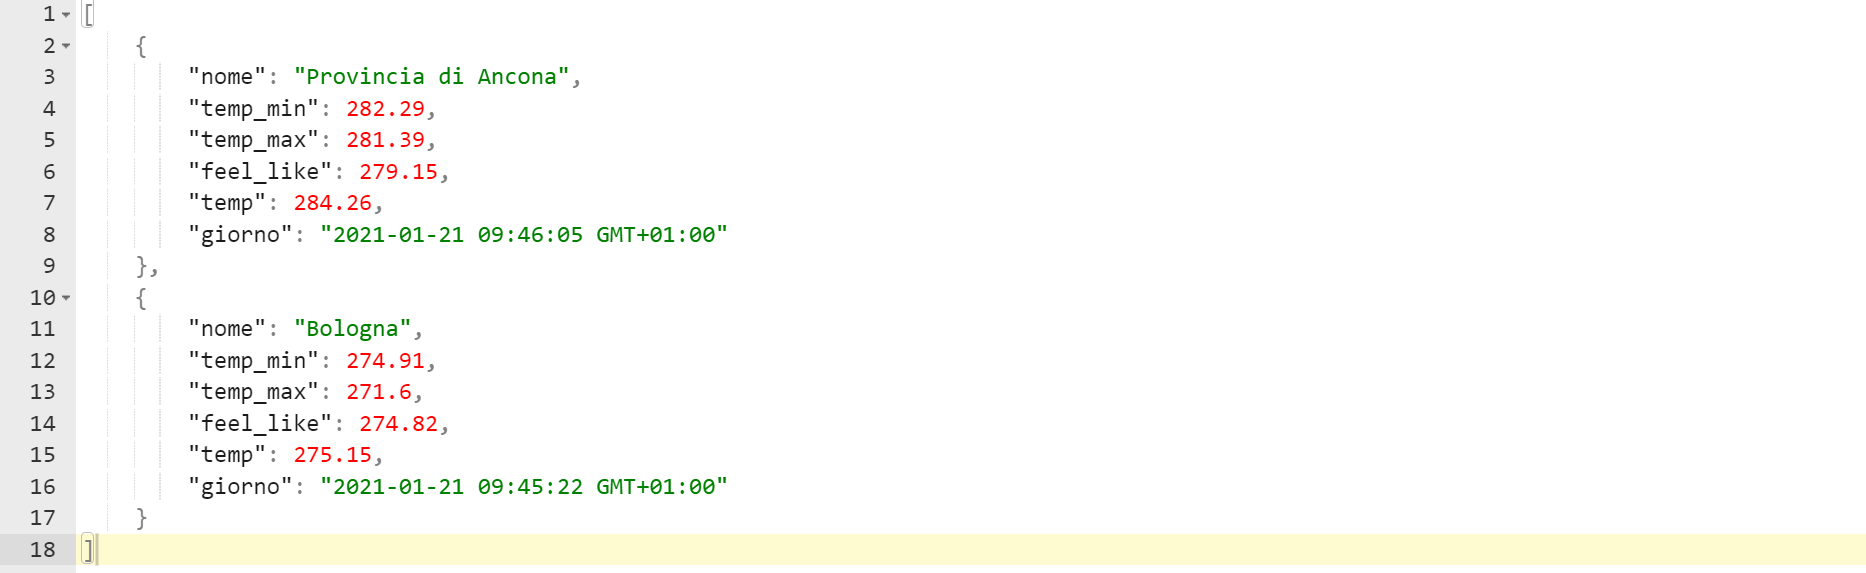 1 [
2 {
3 "nome": "Provincia di Ancona",
4 "temp_min": 282.29,
5 "temp_max": 281.39,
6 "feel_like": 279.15,
7 "temp": 284.26,
8 "giorno": "2021-01-21 09:46:05 GMT+01:00"
9 },
10 {
11 "nome": "Bologna",
12 "temp_min": 274.91,
13 "temp_max": 271.6,
14 "feel_like": 274.82,
15 "temp": 275.15,
16 "giorno": "2021-01-21 09:45:22 GMT+01:00"
17 }
18 ]